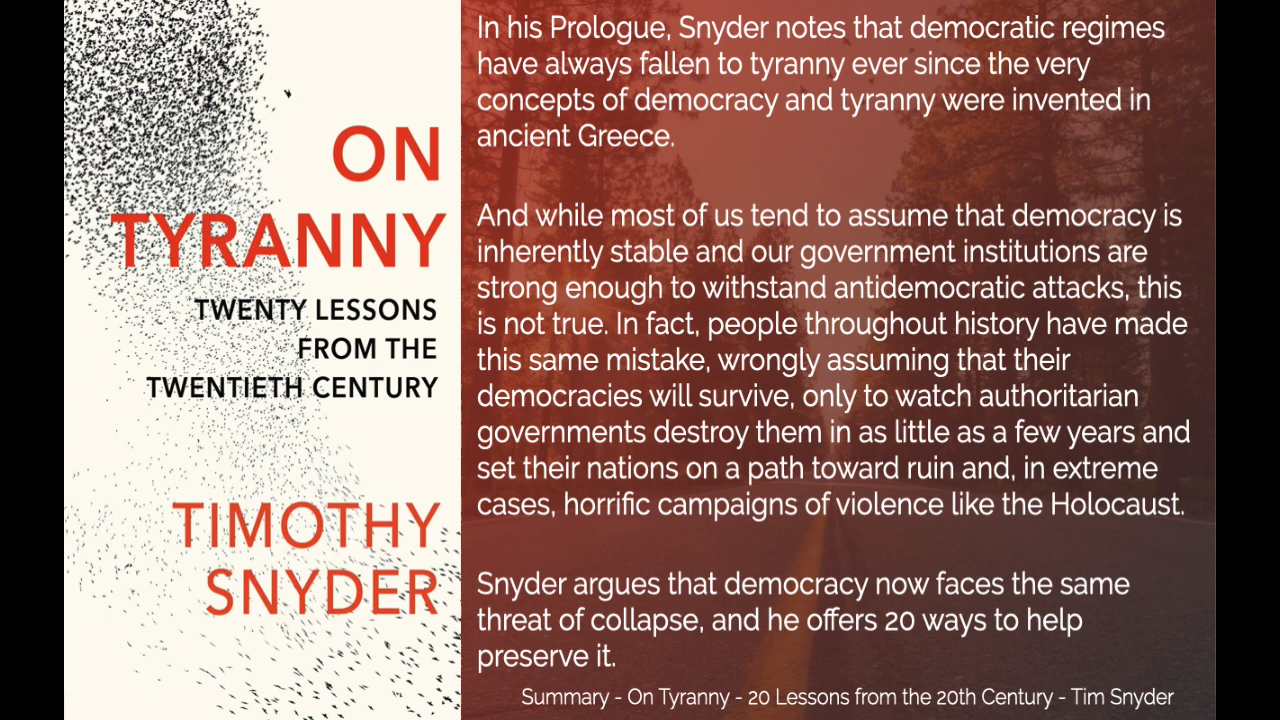 ON
TYRANNY
TWENTY LESSONS
FROM THE
TWENTIETH CENTURY
TIMOTHY
SNYDER
In his Prologue, Snyder notes that democratic regimes
have always fallen to tyranny ever since the very
concepts of democracy and tyranny were invented in
ancient Greece.
And while most of us tend to assume that democracy is
inherently stable and our government institutions are
strong enough to withstand antidemocratic attacks, this
is not true. In fact, people throughout history have made
this same mistake, wrongly assuming that their
democracies will survive, only to watch authoritarian
governments destroy them in as little as a few years and
set their nations on a path toward ruin and, in extreme
cases, horrific campaigns of violence like the Holocaust.
Snyder argues that democracy now faces the same
threat of collapse, and he offers 20 ways to help
preserve it.
Summary - On Tyranny - 20 Lessons from the 20th Century - Tim Snyder